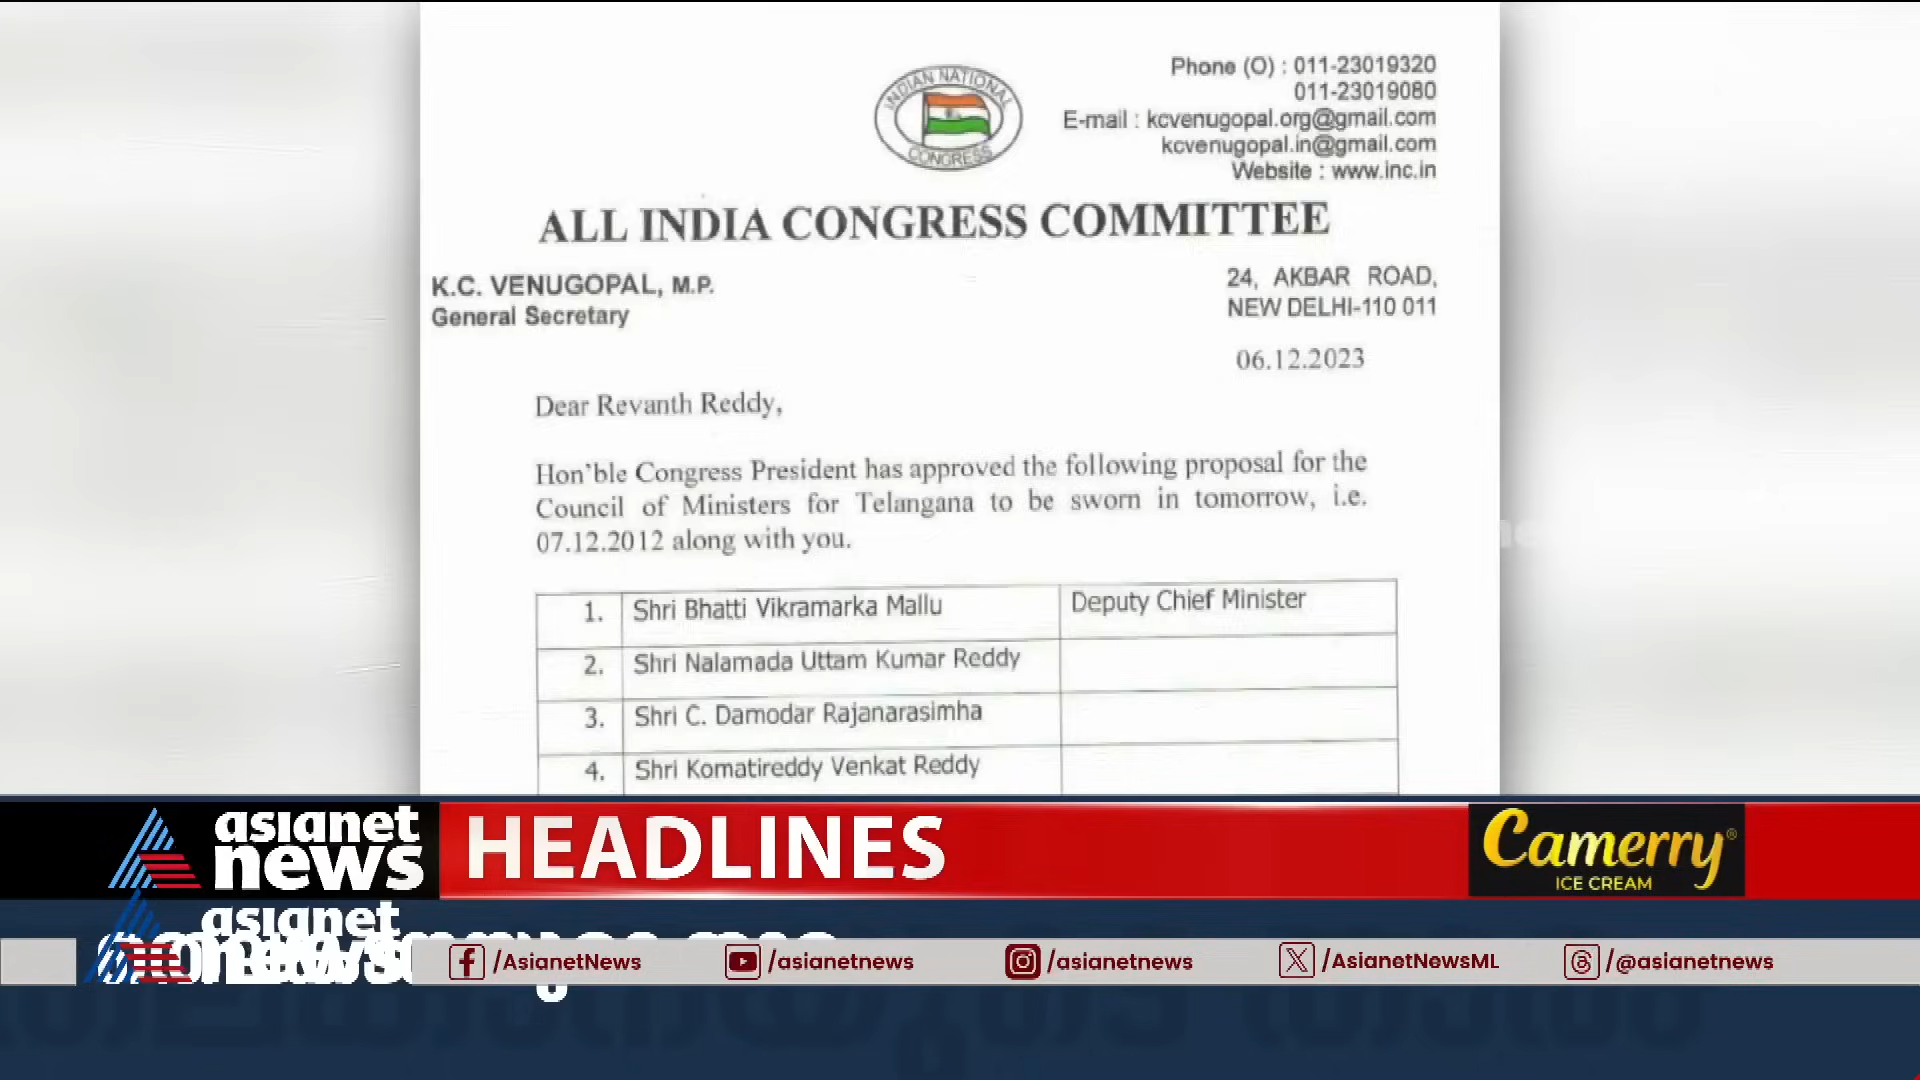 INDIAN NATIONAL
CONGRESS
Phone (O) : 011-23019320
011-23019080
E-mail : kcvenugopal.org@gmail.com
kcvenugopal.in@gmail.com
Website : www.inc.in
ALL INDIA CONGRESS COMMITTEE
K.C. VENUGOPAL, M.P.
General Secretary
24, AKBAR ROAD,
NEW DELHI-110 011
06.12.2023
Dear Revanth Reddy,
Hon'ble Congress President has approved the following proposal for the
Council of Ministers for Telangana to be sworn in tomorrow, i.e.
07.12.2012 along with you.
1. Shri Bhatti Vikramarka Mallu Deputy Chief Minister
2. Shri Nalamada Uttam Kumar Reddy
3. Shri C. Damodar Rajanarasimha
4. Shri Komatireddy Venkat Reddy
asianet
news
HEADLINES
Camerry®
ICE CREAM
asianet
news
/AsianetNews
/asianetnews
/asianetnews
/AsianetNewsML
/@asianetnews